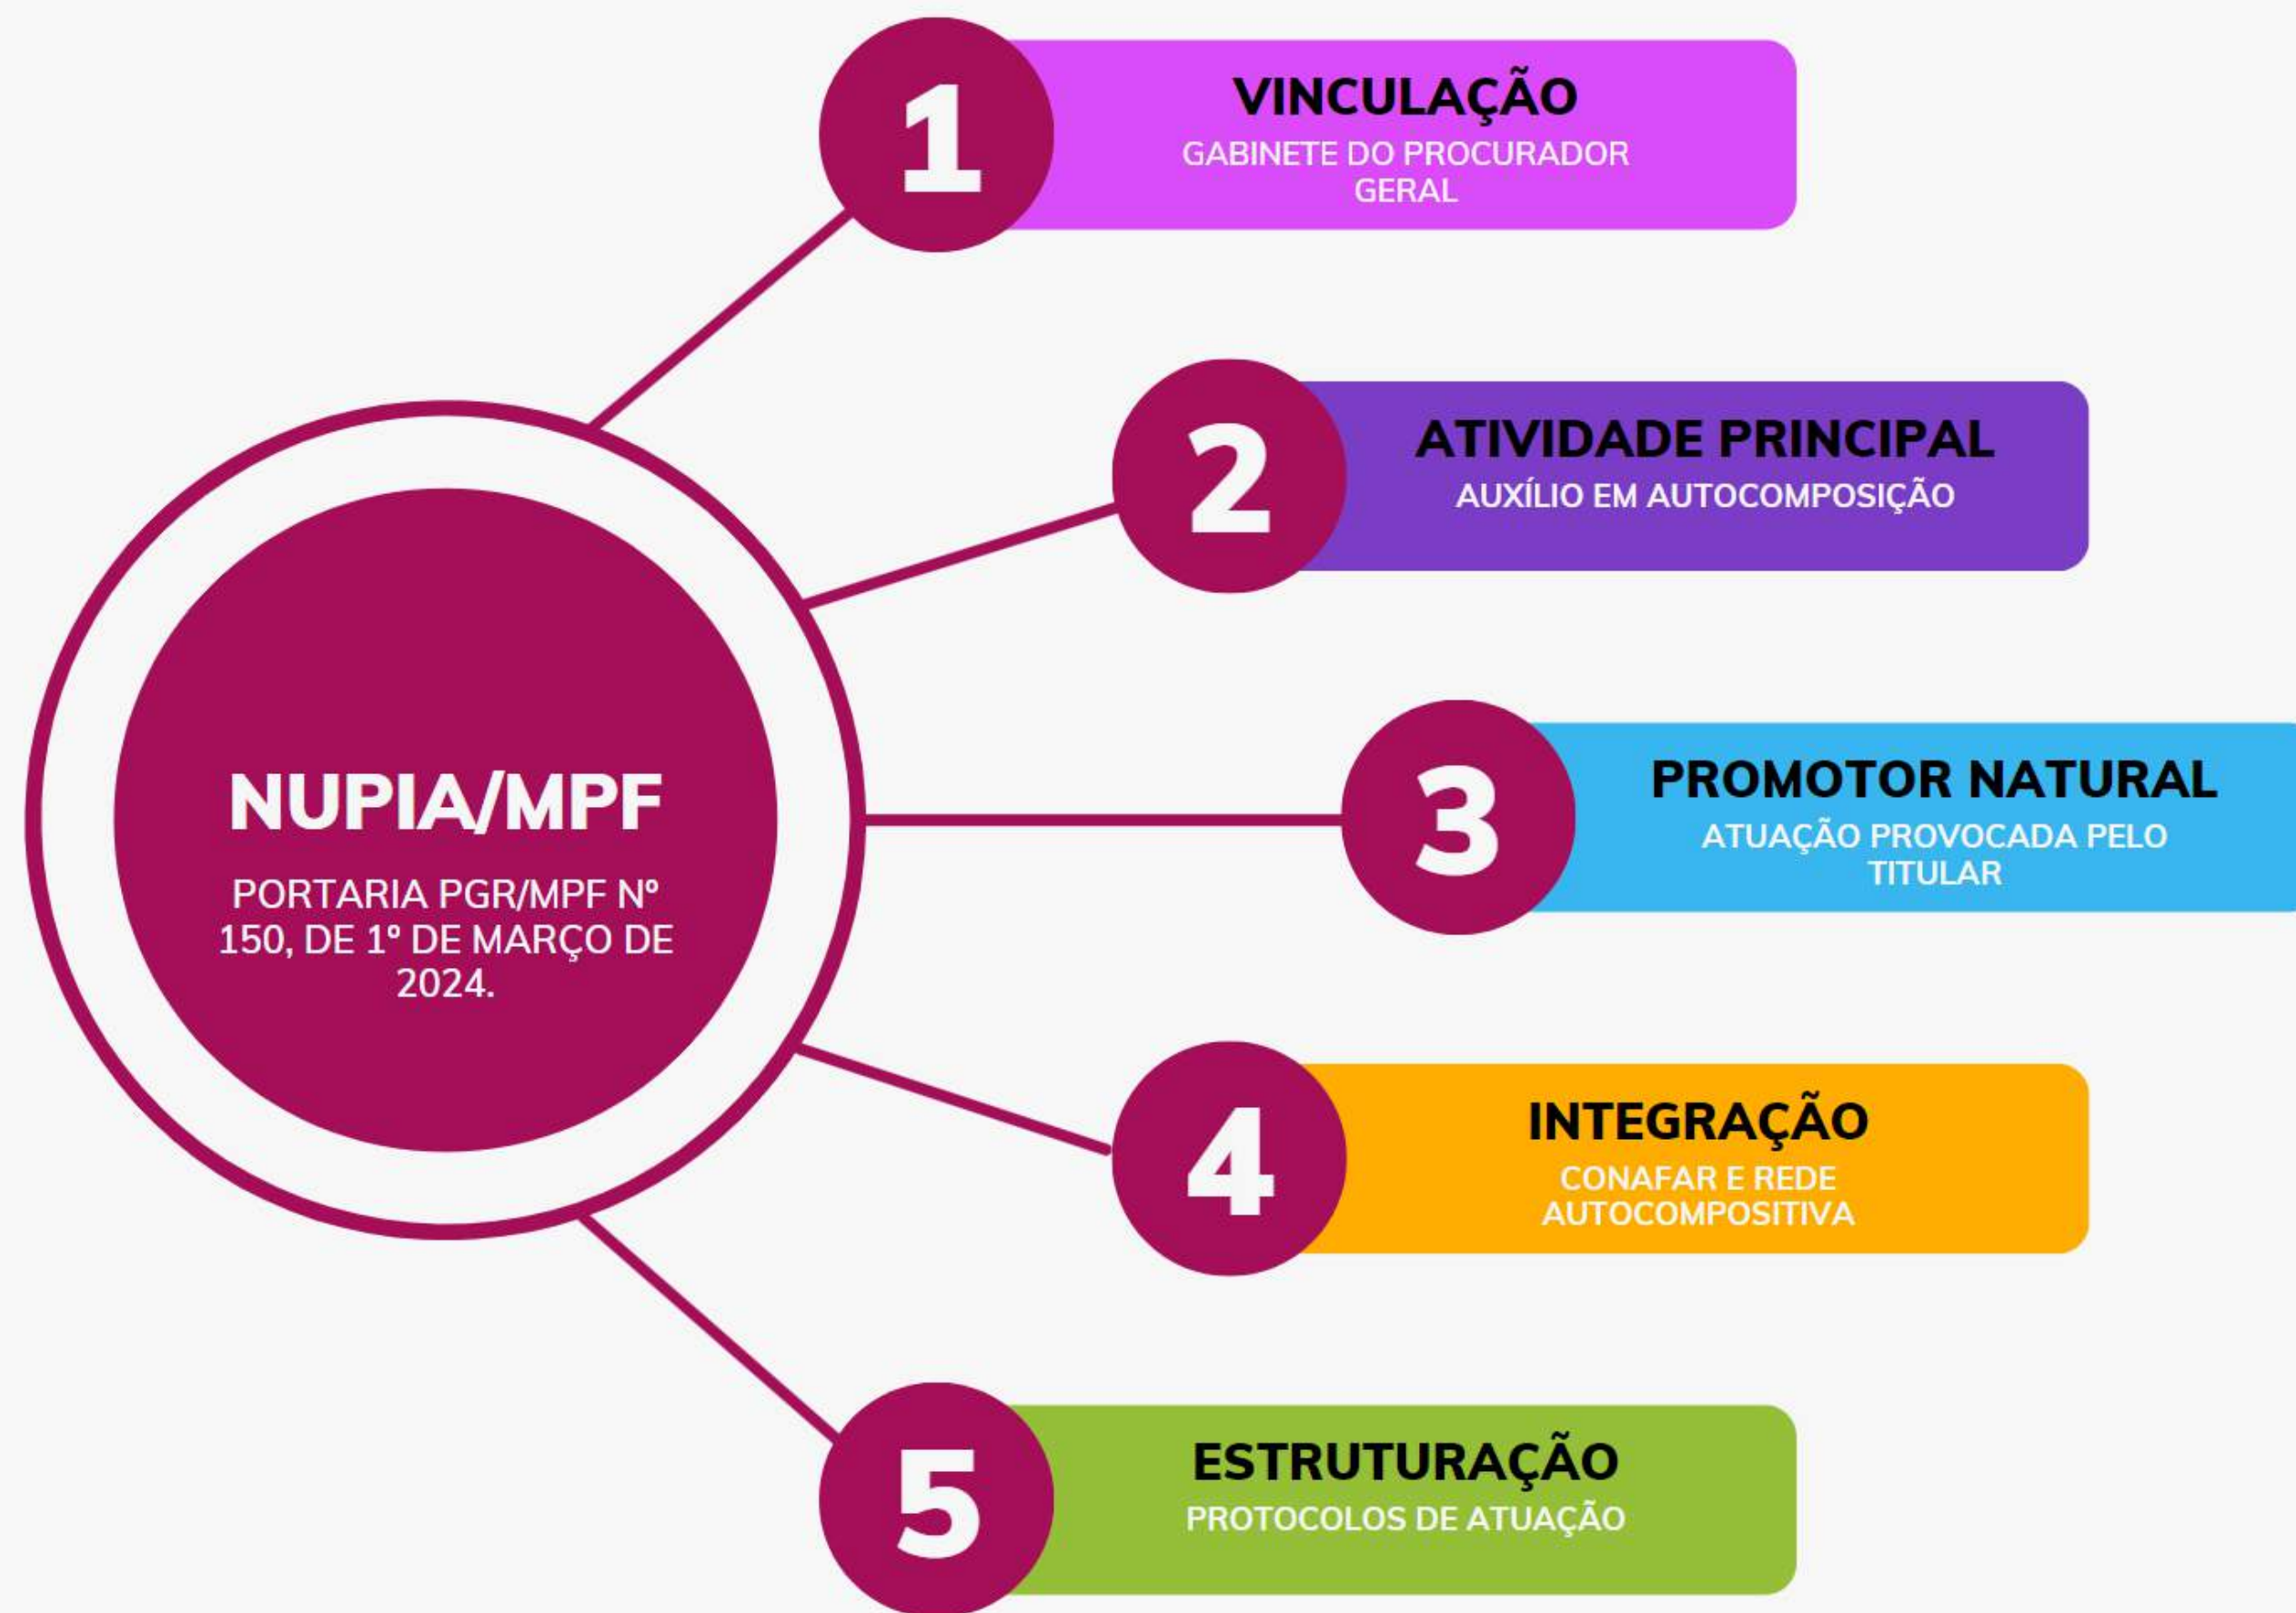 NUPIA/MPF
PORTARIA PGR/MPF Nº
150, DE 1º DE MARÇO DE
2024.
1
VINCULAÇÃO
GABINETE DO PROCURADOR
GERAL
2
ATIVIDADE PRINCIPAL
AUXÍLIO EM AUTOCOMPOSIÇÃO
3
PROMOTOR NATURAL
ATUAÇÃO PROVOCADA PELO
TITULAR
4
INTEGRAÇÃO
CONAFAR E REDE
AUTOCOMPOSITIVA
5
ESTRUTURAÇÃO
PROTOCOLOS DE ATUAÇÃO